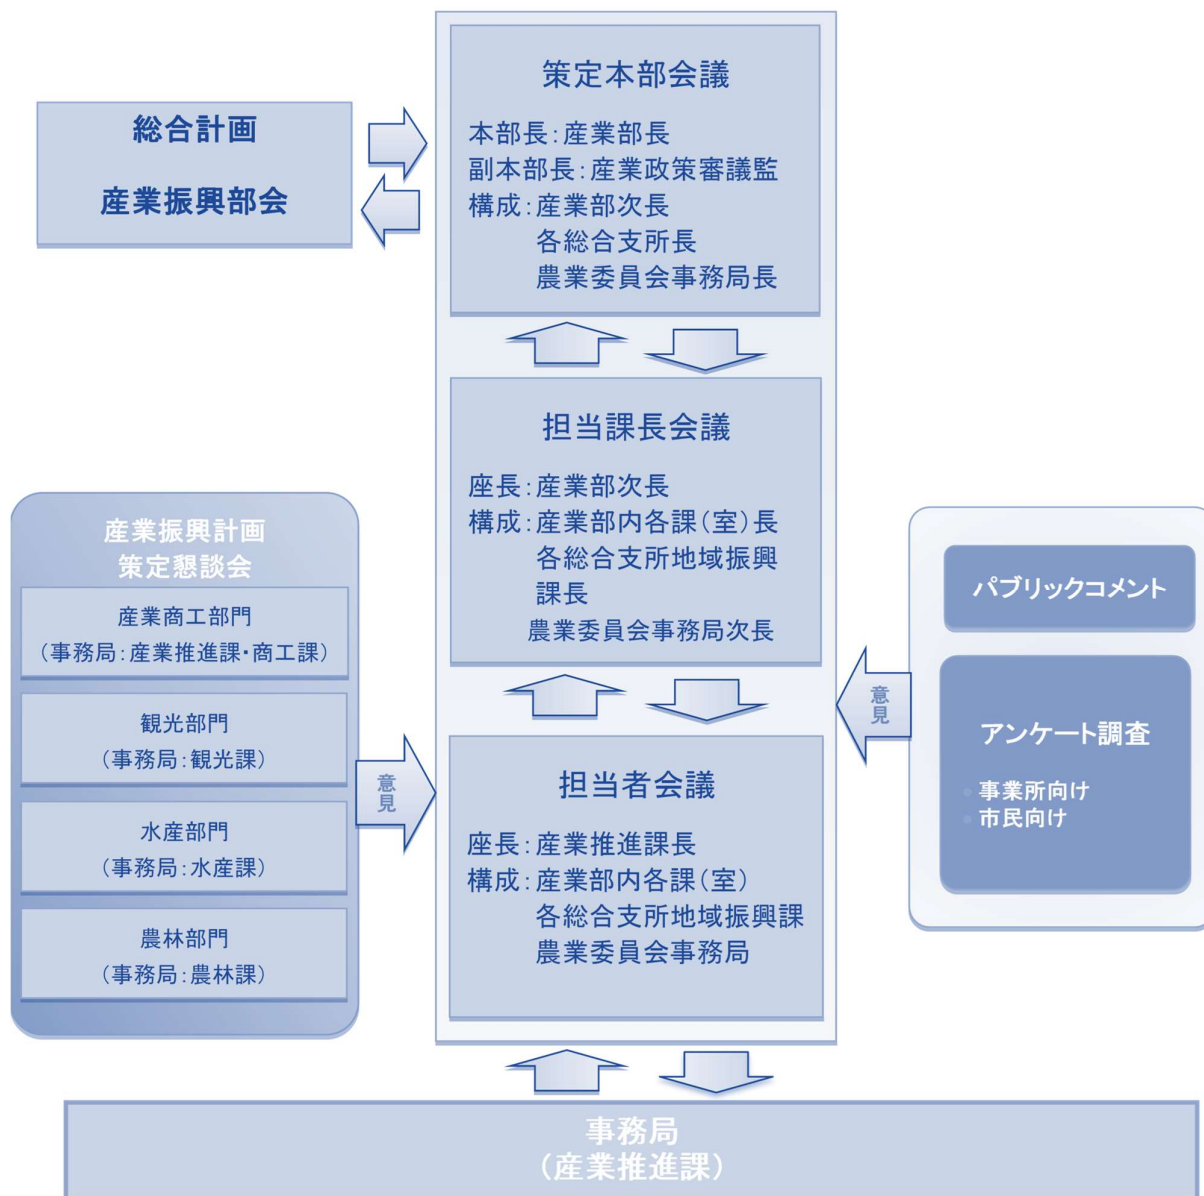 総合計画
産業振興部会
策定本部会議
本部長:産業部長
副本部長:産業政策審議監
構成:産業部次長
各総合支所長
農業委員会事務局長
担当課長会議
座長:産業部次長
構成:産業部内各課(室)長
各総合支所地域振興
課長
農業委員会事務局次長
担当者会議
座長:産業推進課長
構成:産業部内各課(室)
各総合支所地域振興課
農業委員会事務局
産業振興計画
策定懇談会
産業商工部門
(事務局:産業推進課・商工課)
観光部門
(事務局:観光課)
水産部門
(事務局:水産課)
農林部門
(事務局:農林課)
意見
意見
パブリックコメント
アンケート調査
・事業所向け
・市民向け
事務局
(産業推進課)